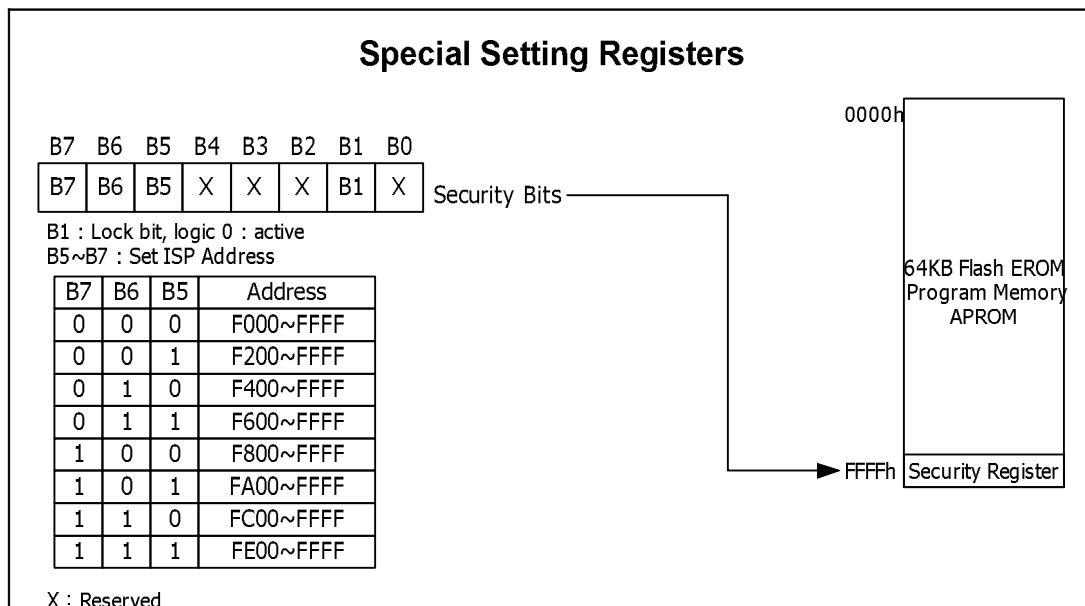 Special Setting Registers
0000h
B7 B6 B5 B4 B3 B2 B1 B0
B7 B6 B5 X X X B1 X
Security Bits
B1 : Lock bit, logic 0 : active
B5~B7 : Set ISP Address
B7 B6 B5 Address
0 0 0 F000~FFFF
0 0 1 F200~FFFF
0 1 0 F400~FFFF
0 1 1 F600~FFFF
1 0 0 F800~FFFF
1 0 1 FA00~FFFF
1 1 0 FC00~FFFF
1 1 1 FE00~FFFF
X : Reserved
64KB Flash EROM
Program Memory
APROM
FFFFh Security Register